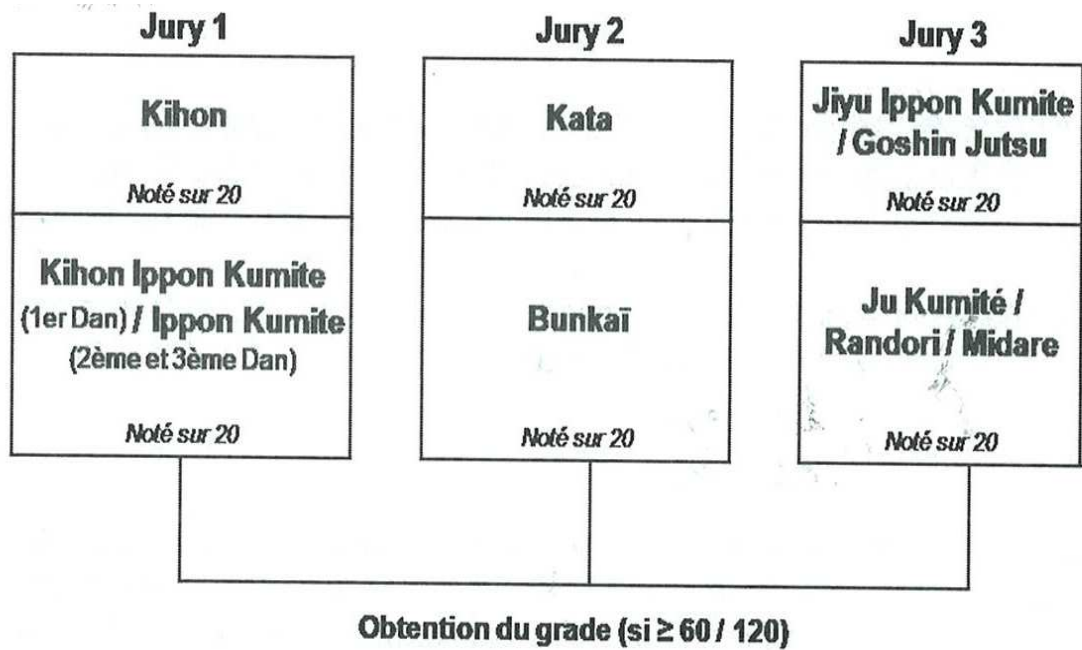 Jury 1
Kihon
Noté sur 20
Kihon Ippon Kumite
(1er Dan) / Ippon Kumite
(2ème et 3ème Dan)
Noté sur 20
Jury 2
Kata
Noté sur 20
Bunkaï
Noté sur 20
Jury 3
Jiyu Ippon Kumite
/ Goshin Jutsu
Noté sur 20
Ju Kumité /
Randori / Midare
Noté sur 20
Obtention du grade (si ≥ 60 / 120)